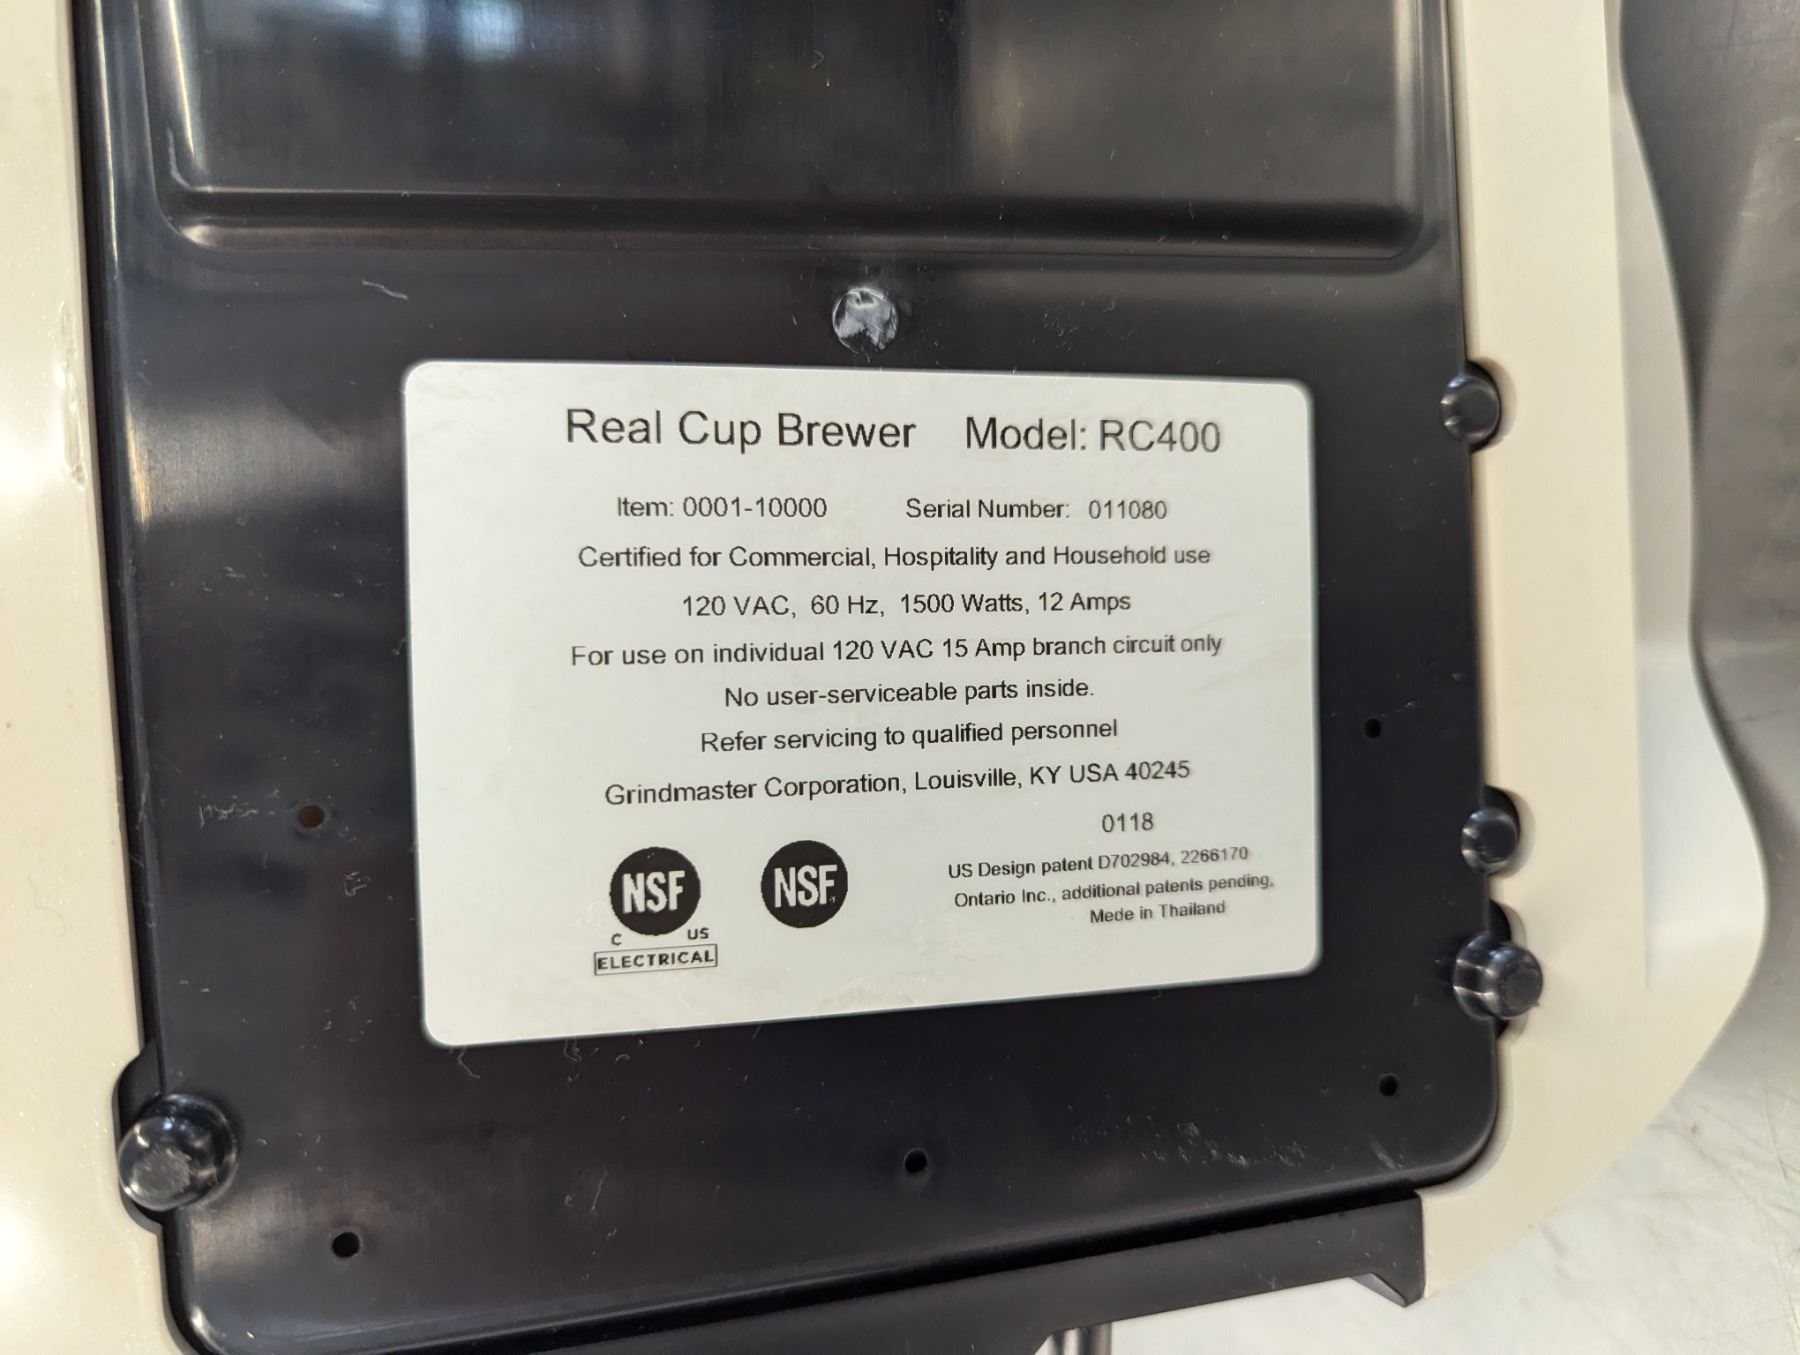 Real Cup Brewer Model: RC400
Item: 0001-10000 Serial Number: 011080
Certified for Commercial, Hospitality and Household use
120 VAC, 60 Hz, 1500 Watts, 12 Amps
For use on individual 120 VAC 15 Amp branch circuit only
No user-serviceable parts inside.
Refer servicing to qualified personnel
Grindmaster Corporation, Louisville, KY USA 40245
0118
NSF
C US
ELECTRICAL
NSF
US Design patent D702984, 2266170
Ontario Inc., additional patents pending,
Mede in Thailand